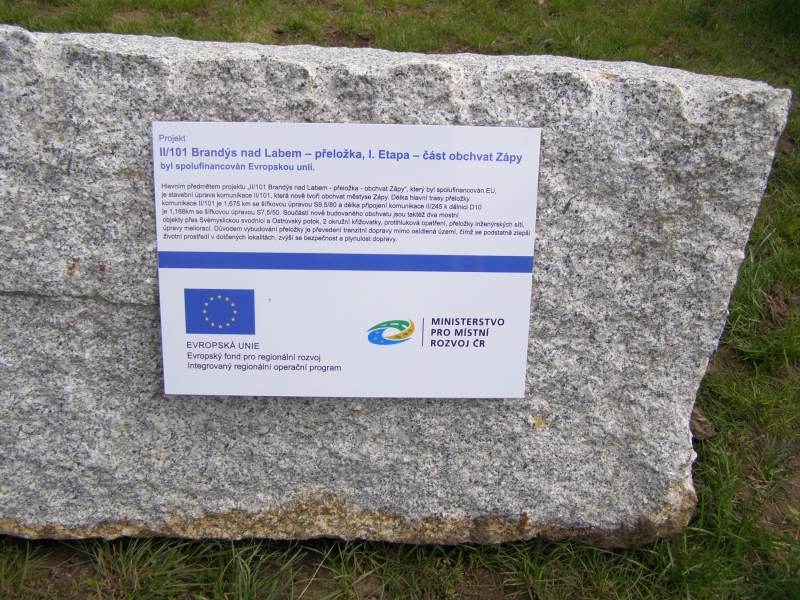 Projekt
II/101 Brandýs nad Labem – přeložka, I. Etapa – část obchvat Zápy
byl spolufinancován Evropskou unii.
Hlavním předmětem projektu „II/101 Brandýs nad Labem - přeložka - obchvat Zápy", který byl spolufinancován EU,
je stavební úprava komunikace II/101, která nově tvoří obchvat městyse Zápy. Délka hlavní trasy přeložky
komunikace II/101 je 1,675 km se šířkovou úpravou S9,5/80 a délka připojení komunikace II/245 k dálnici D10
je 1,168km se šířkovou úpravou S7,5/50. Součástí nově budovaného obchvatu jsou taktéž dva mostní
objekty přes Svémyslickou svodnici a Ostrovský potok, 2 okružní křižovatky, protihluková opatření, přeložky inženýrských sítí,
úpravy meliorací. Důvodem vybudování přeložky je převedení tranzitní dopravy mimo osídlená území, čímž se podstatně zlepší
životní prostředí v dotčených lokalitách, zvýší se bezpečnost a plynulost dopravy.
EVROPSKÁ UNIE
Evropský fond pro regionální rozvoj
Integrovaný regionální operační program
MINISTERSTVO
PRO MÍSTNÍ
ROZVOJ ČR